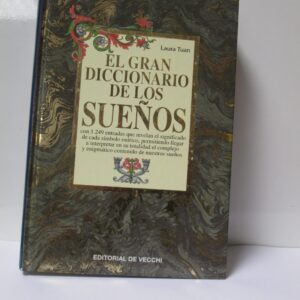 Laura Tuan
EL GRAN
DICCIONARIO
DE LOS
SUEÑOS
con 1.249 entradas que revelan el significado
de cada símbolo onírico, permitiendo llegar
a interpretar en su totalidad el complejo
y enigmático contenido de nuestros sueños
EDITORIAL DE VECCHI